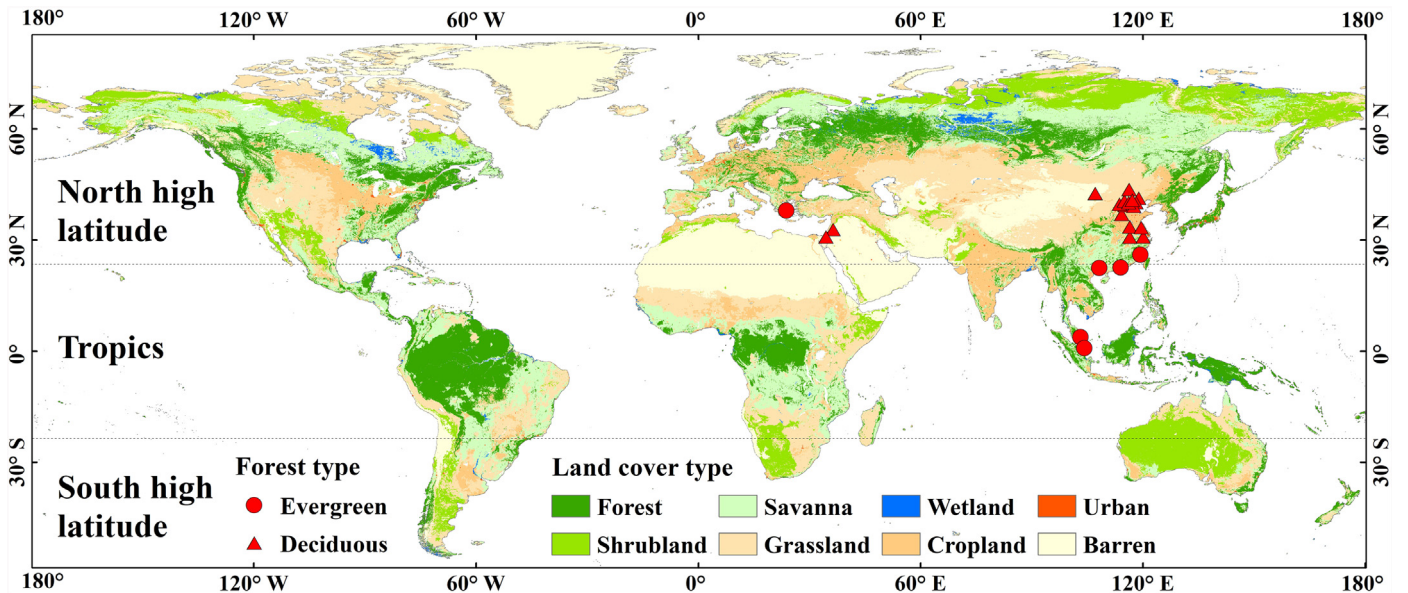 180° 120° W 60° W 0° 60° E 120° E 180°
60° N 60° N
North high
latitude
30° N 30° N
Tropics
0° 0°
30° S 30° S
South high
latitude
Forest type Land cover type
Evergreen Forest Savanna Wetland Urban
Deciduous Shrubland Grassland Cropland Barren
180° 120° W 60° W 0° 60° E 120° E 180°